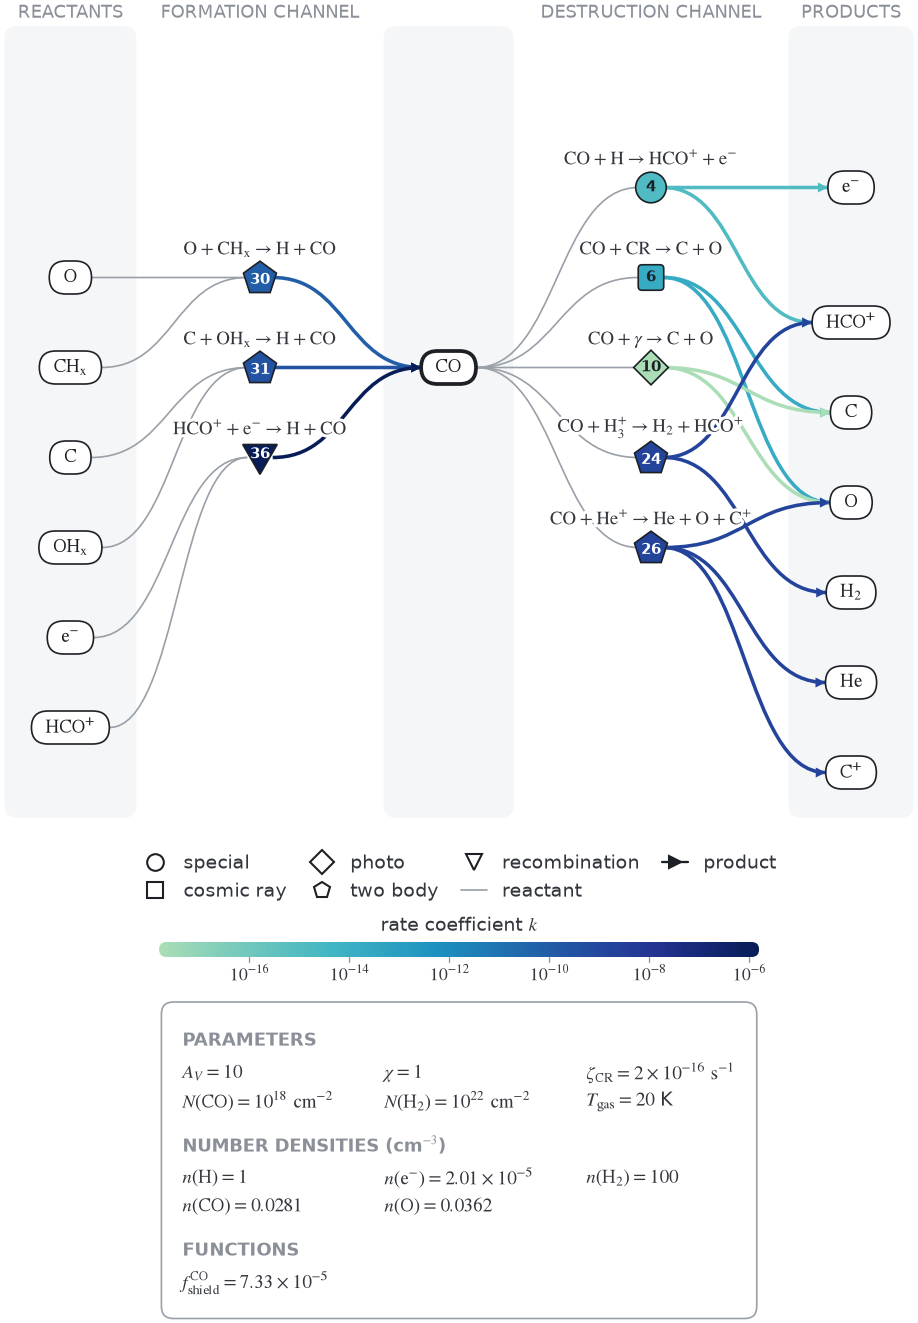 REACTANTS FORMATION CHANNEL DESTRUCTION CHANNEL PRODUCTS
CO + H → HCO⁺ + e⁻
4
e⁻
O + CHₓ → H + CO
CO + CR → C + O
O
30
6
HCO⁺
C + OHₓ → H + CO
CO + γ → C + O
CHₓ
31
CO
10
C
HCO⁺ + e⁻ → H + CO
CO + H₃⁺ → H₂ + HCO⁺
C
36
24
O
CO + He⁺ → He + O + C⁺
OHₓ
26
H₂
e⁻
He
HCO⁺
C⁺
special photo recombination product
cosmic ray two body reactant
rate coefficient k
10⁻¹⁶ 10⁻¹⁴ 10⁻¹² 10⁻¹⁰ 10⁻⁸ 10⁻⁶
PARAMETERS
A_V = 10 χ = 1 ζ_CR = 2 × 10⁻¹⁶ s⁻¹
N(CO) = 10¹⁸ cm⁻² N(H₂) = 10²² cm⁻² T_gas = 20 K
NUMBER DENSITIES (cm⁻³)
n(H) = 1 n(e⁻) = 2.01 × 10⁻⁵ n(H₂) = 100
n(CO) = 0.0281 n(O) = 0.0362
FUNCTIONS
f_shield^CO = 7.33 × 10⁻⁵